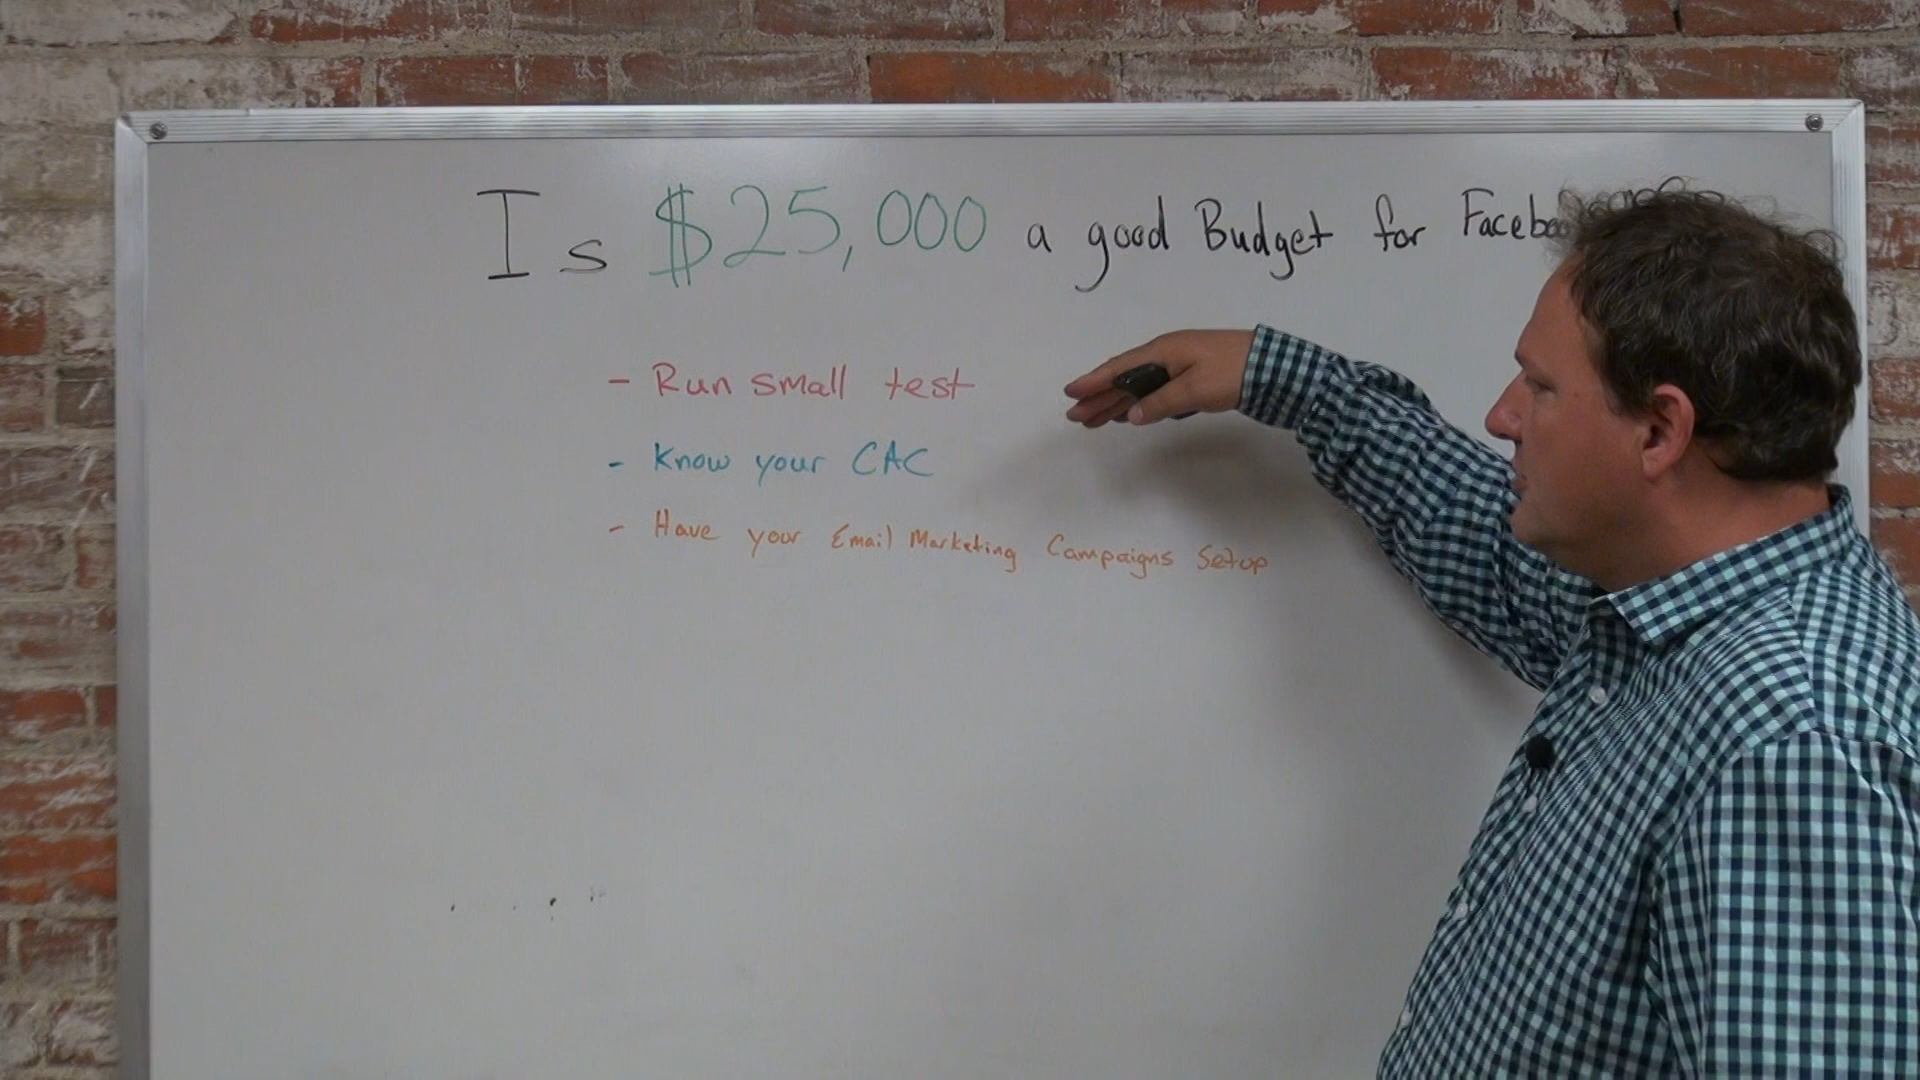 Is $25,000 a good Budget for
- Run small test
- Know your CAC
- Have your Email Marketing Campaigns Setup